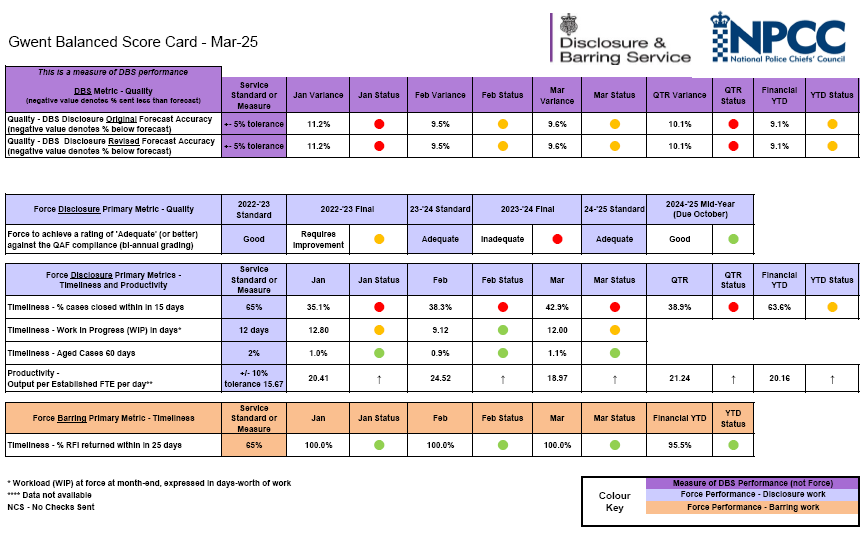 Gwent Balanced Score Card - Mar-25
Disclosure &
Barring Service
NPCC
National Police Chiefs' Council
This is a measure of DBS performance
DBS Metric - Quality
(negative value denotes % sent less than forecast)
Service Standard or Measure
Jan Variance
Jan Status
Feb Variance
Feb Status
Mar Variance
Mar Status
QTR Variance
QTR Status
Financial YTD
YTD Status
Quality - DBS Disclosure Original Forecast Accuracy
(negative value denotes % below forecast)
+- 5% tolerance
11.2%
9.5%
9.6%
10.1%
9.1%
Quality - DBS Disclosure Revised Forecast Accuracy
(negative value denotes % below forecast)
+- 5% tolerance
11.2%
9.5%
9.6%
10.1%
9.1%
Force Disclosure Primary Metric - Quality
2022-'23 Standard
2022-'23 Final
23-'24 Standard
2023-'24 Final
24-'25 Standard
2024-'25 Mid-Year (Due October)
Force to achieve a rating of 'Adequate' (or better)
against the QAF compliance (bi-annual grading)
Good
Requires Improvement
Adequate
Inadequate
Adequate
Good
Force Disclosure Primary Metrics -
Timeliness and Productivity
Service Standard or Measure
Jan
Jan Status
Feb
Feb Status
Mar
Mar Status
QTR
QTR Status
Financial YTD
YTD Status
Timeliness - % cases closed within in 15 days
65%
35.1%
38.3%
42.9%
38.9%
63.6%
Timeliness - Work In Progress (WIP) in days*
12 days
12.80
9.12
12.00
Timeliness - Aged Cases 60 days
2%
1.0%
0.9%
1.1%
Productivity -
Output per Established FTE per day**
+/- 10% tolerance 15.67
20.41
↑
24.52
↑
18.97
↑
21.24
↑
20.16
↑
Force Barring Primary Metric - Timeliness
Service Standard or Measure
Jan
Jan Status
Feb
Feb Status
Mar
Mar Status
Financial YTD
YTD Status
Timeliness - % RFI returned within in 25 days
65%
100.0%
100.0%
100.0%
95.5%
* Workload (WIP) at force at month-end, expressed in days-worth of work
**** Data not available
NCS - No Checks Sent
Colour Key
Measure of DBS Performance (not Force)
Force Performance - Disclosure work
Force Performance - Barring work